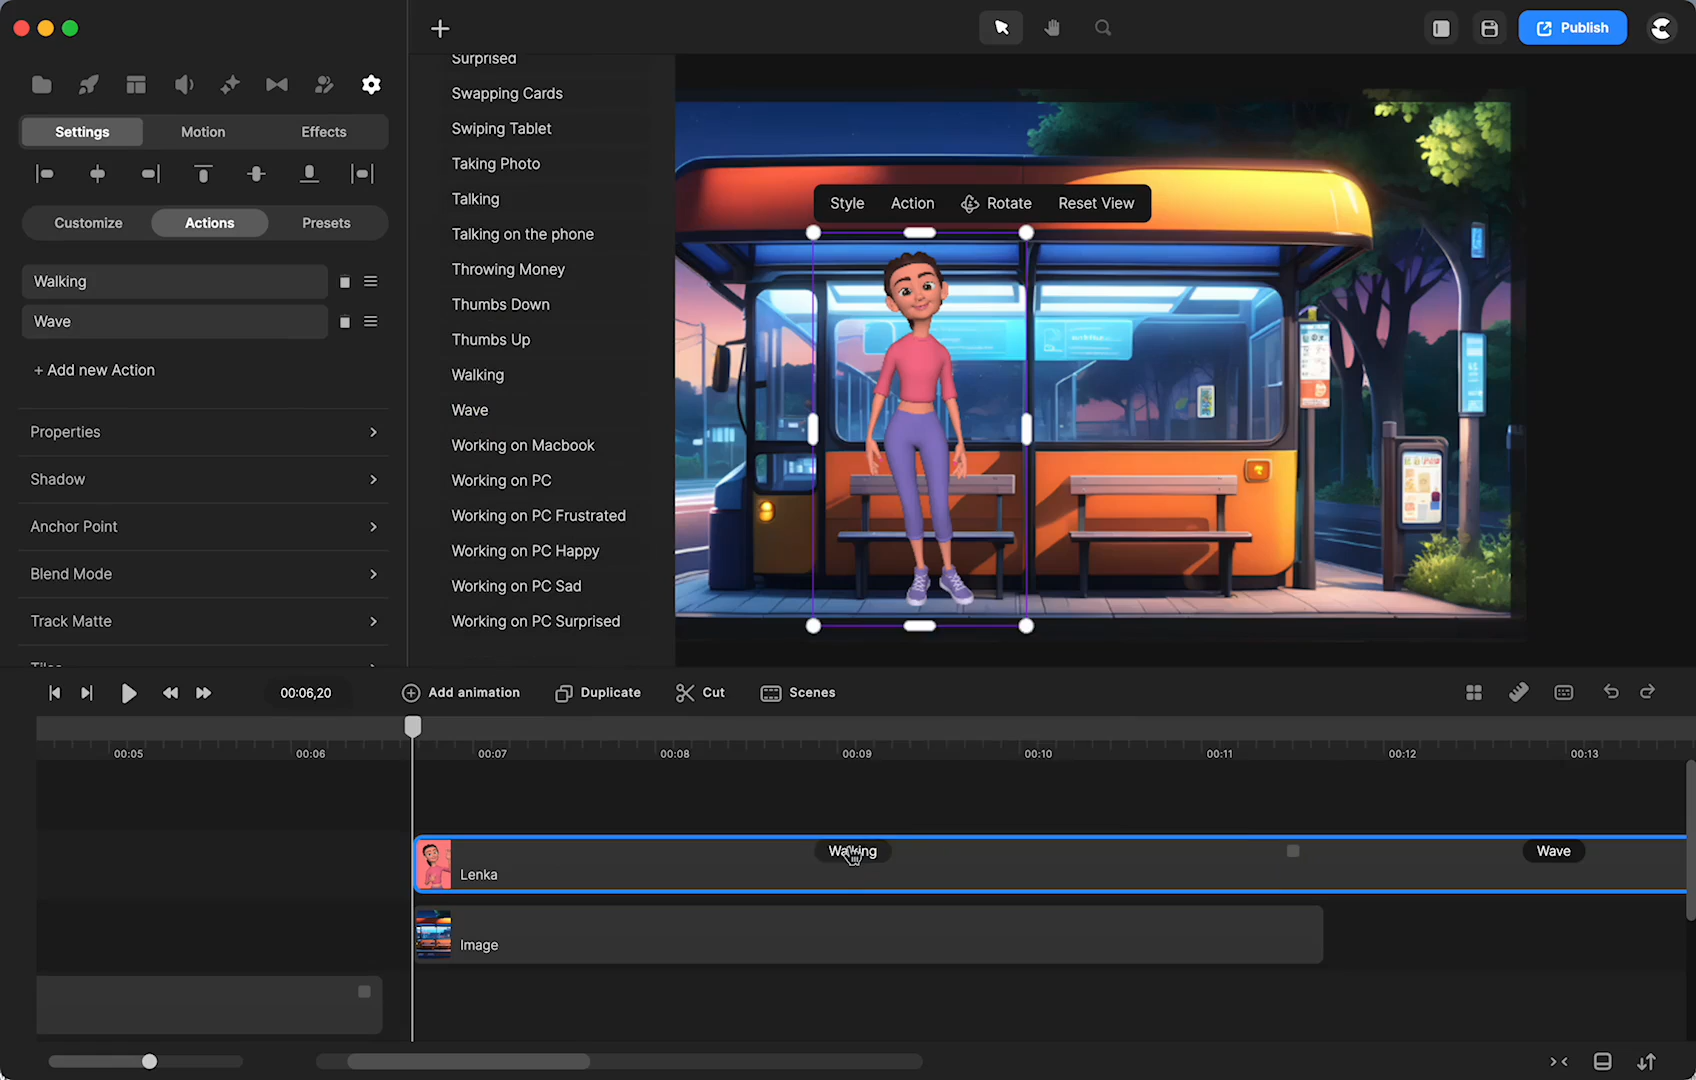 Publish
Settings
Motion
Effects
Customize
Actions
Presets
Walking
Wave
+ Add new Action
Properties
Shadow
Anchor Point
Blend Mode
Track Matte
Surprised
Swapping Cards
Swiping Tablet
Taking Photo
Talking
Talking on the phone
Throwing Money
Thumbs Down
Thumbs Up
Walking
Wave
Working on Macbook
Working on PC
Working on PC Frustrated
Working on PC Happy
Working on PC Sad
Working on PC Surprised
Style
Action
Rotate
Reset View
00:06,20
Add animation
Duplicate
Cut
Scenes
00:05
00:06
00:07
00:08
00:09
00:10
00:11
00:12
00:13
Walking
Wave
Lenka
Image